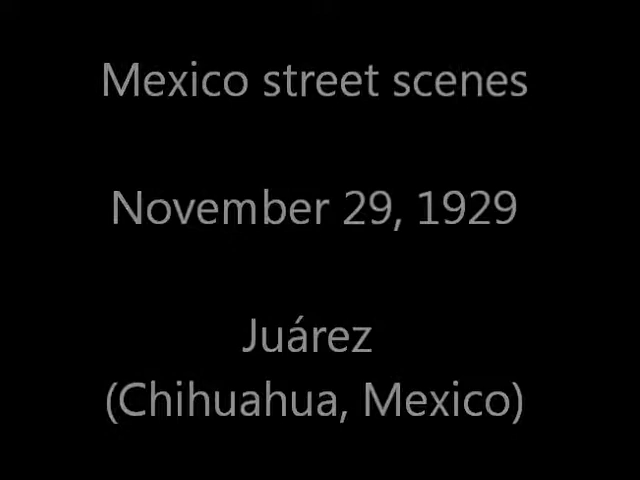 Mexico street scenes
November 29, 1929
Juárez
(Chihuahua, Mexico)